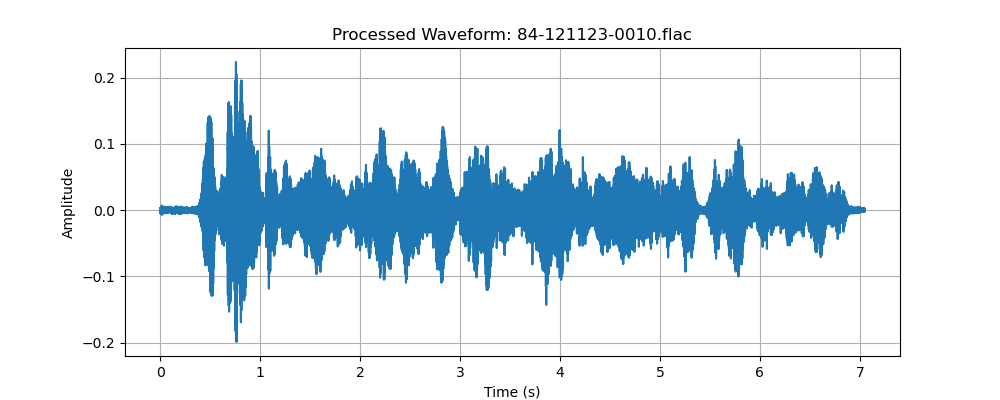 Processed Waveform: 84-121123-0010.flac
0.2
0.1
0.0
−0.1
−0.2
Amplitude
0 1 2 3 4 5 6 7
Time (s)